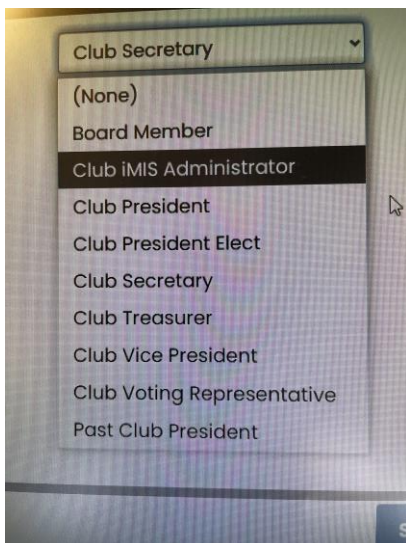 Club Secretary
(None)
Board Member
Club iMIS Administrator
Club President
Club President Elect
Club Secretary
Club Treasurer
Club Vice President
Club Voting Representative
Past Club President
S